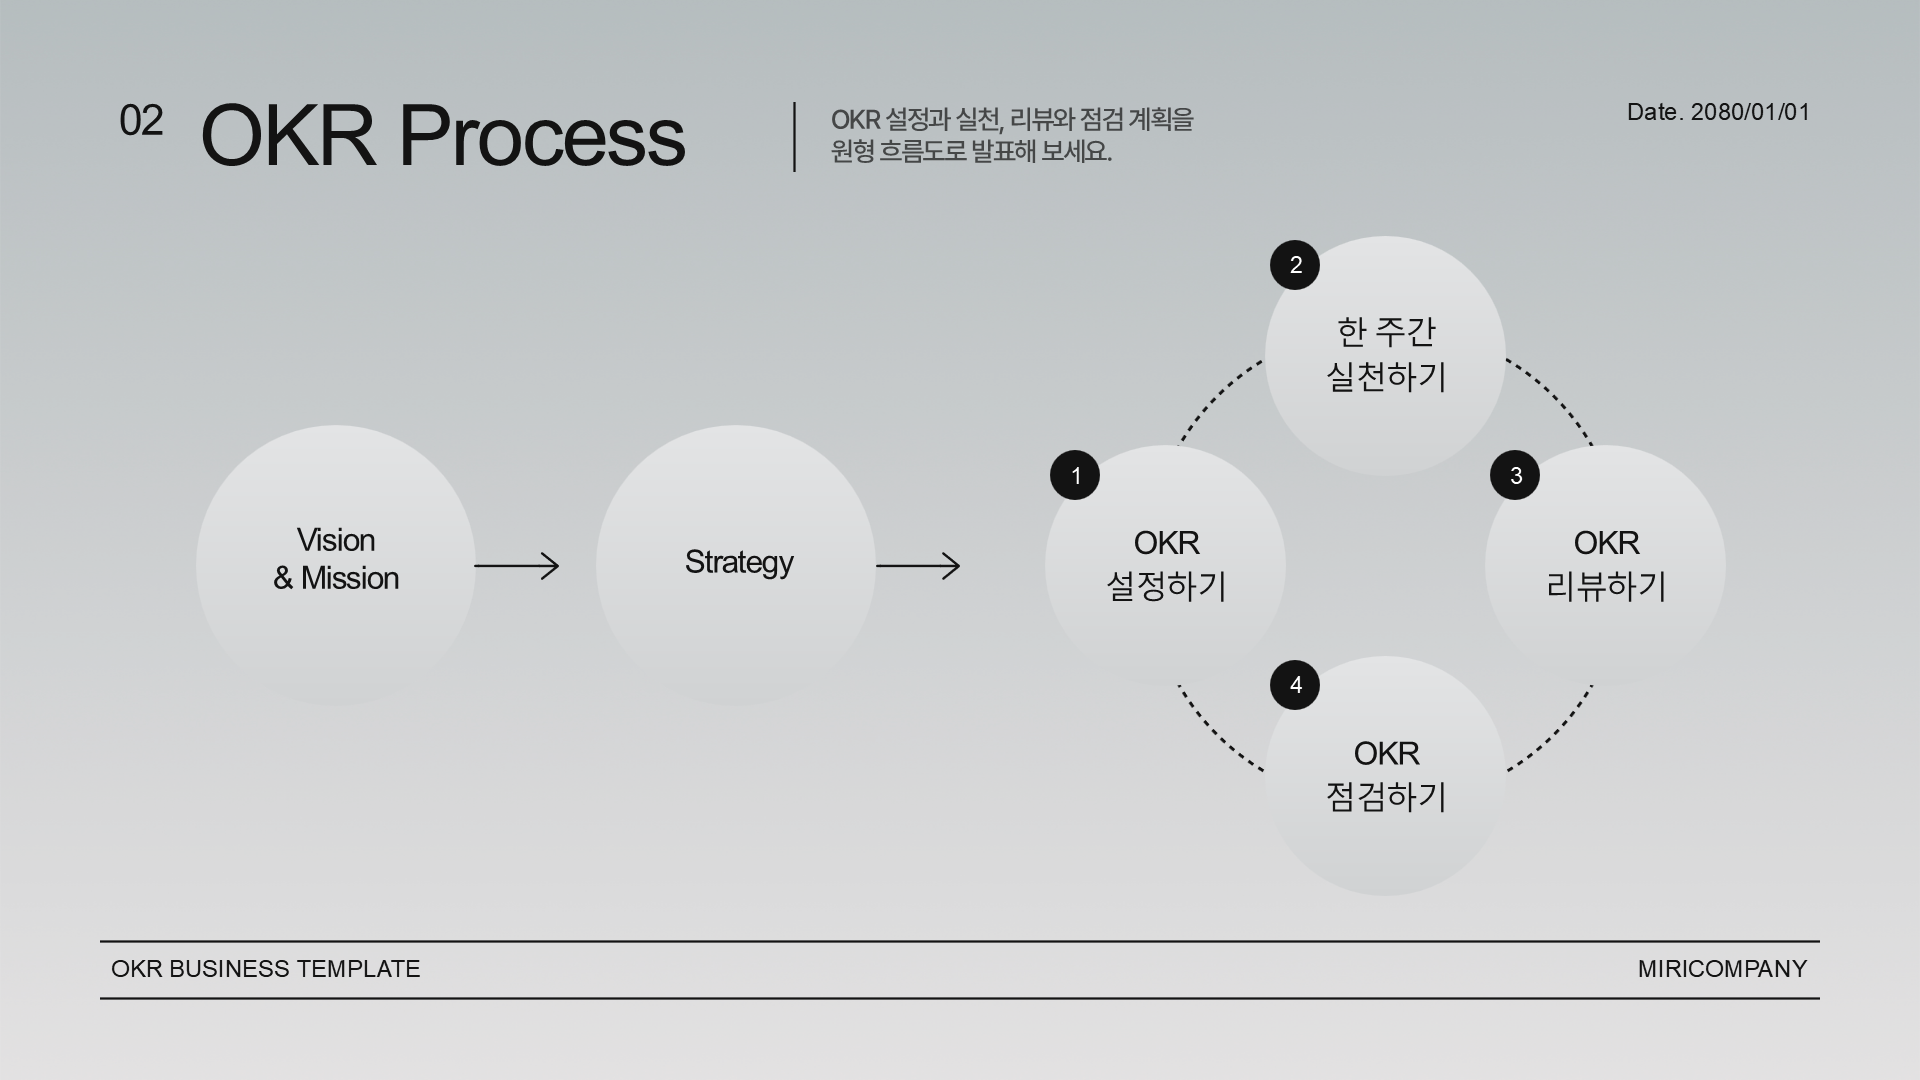 02
OKR Process
OKR 설정과 실천, 리뷰와 점검 계획을
원형 흐름도로 발표해 보세요.
Date. 2080/01/01
Vision
& Mission
Strategy
1
OKR
설정하기
2
한 주간
실천하기
3
OKR
리뷰하기
4
OKR
점검하기
OKR BUSINESS TEMPLATE
MIRICOMPANY